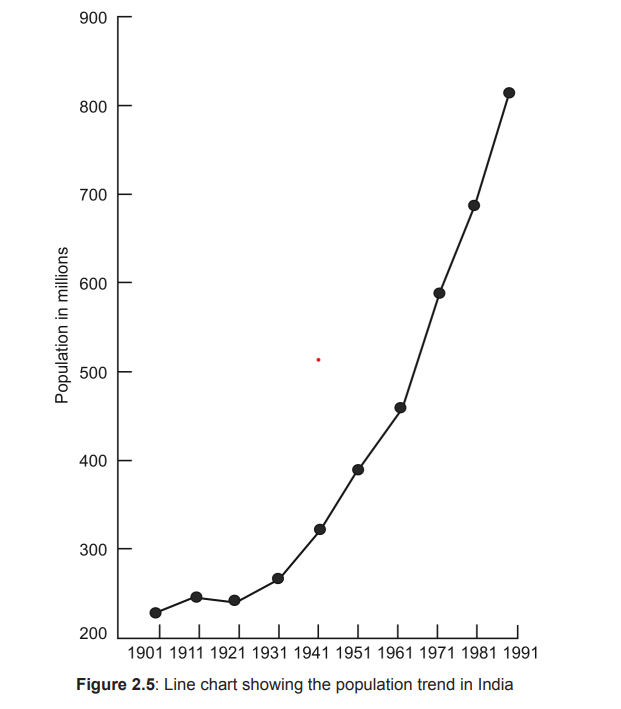 900
800
700
600
500
400
300
200
Population in millions
1901 1911 1921 1931 1941 1951 1961 1971 1981 1991
Figure 2.5: Line chart showing the population trend in India